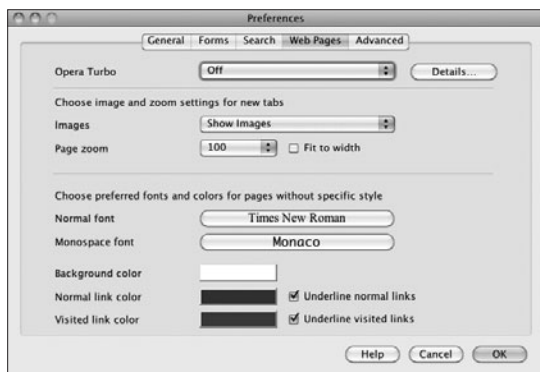 Preferences
General Forms Search Web Pages Advanced
Opera Turbo Off Details...
Choose image and zoom settings for new tabs
Images Show Images
Page zoom 100 Fit to width
Choose preferred fonts and colors for pages without specific style
Normal font Times New Roman
Monospace font Monaco
Background color
Normal link color Underline normal links
Visited link color Underline visited links
Help Cancel OK